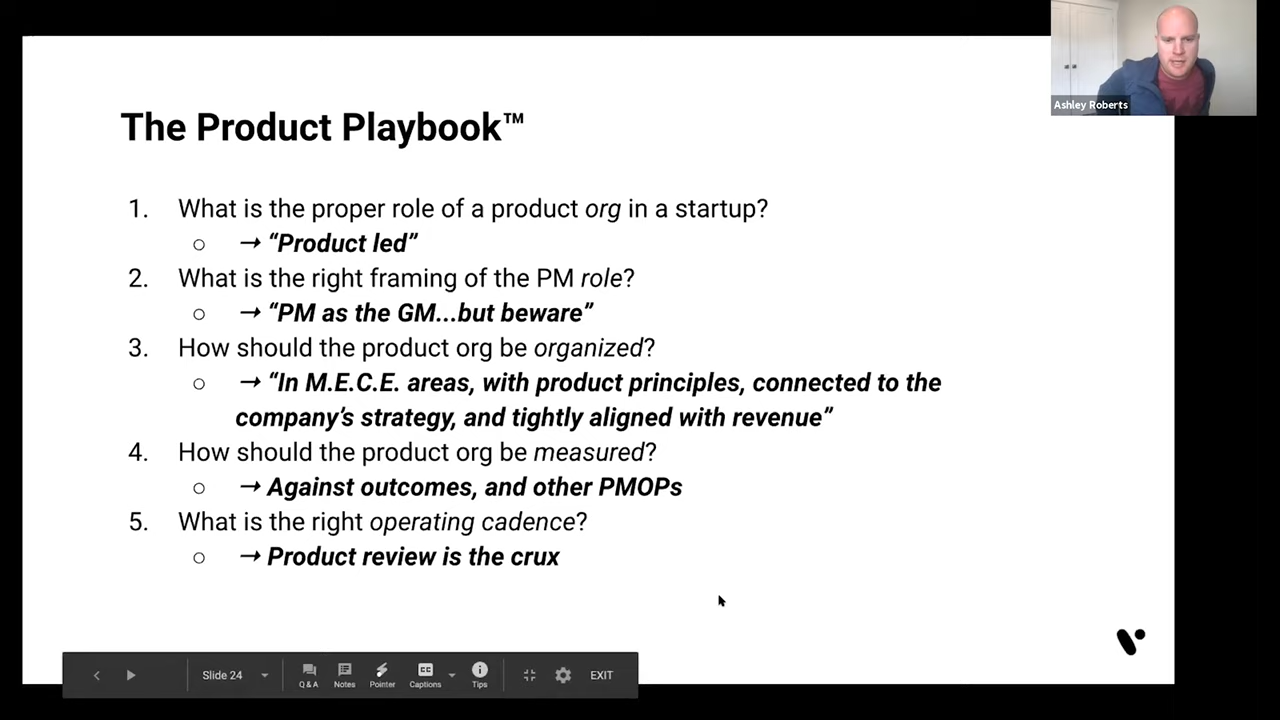 Ashley Roberts
The Product Playbook™
1. What is the proper role of a product org in a startup?
○ → “Product led”
2. What is the right framing of the PM role?
○ → “PM as the GM...but beware”
3. How should the product org be organized?
○ → “In M.E.C.E. areas, with product principles, connected to the
company’s strategy, and tightly aligned with revenue”
4. How should the product org be measured?
○ → Against outcomes, and other PMOPs
5. What is the right operating cadence?
○ → Product review is the crux
Slide 24
Q & A
Notes
Pointer
CC
Captions
Tips
EXIT